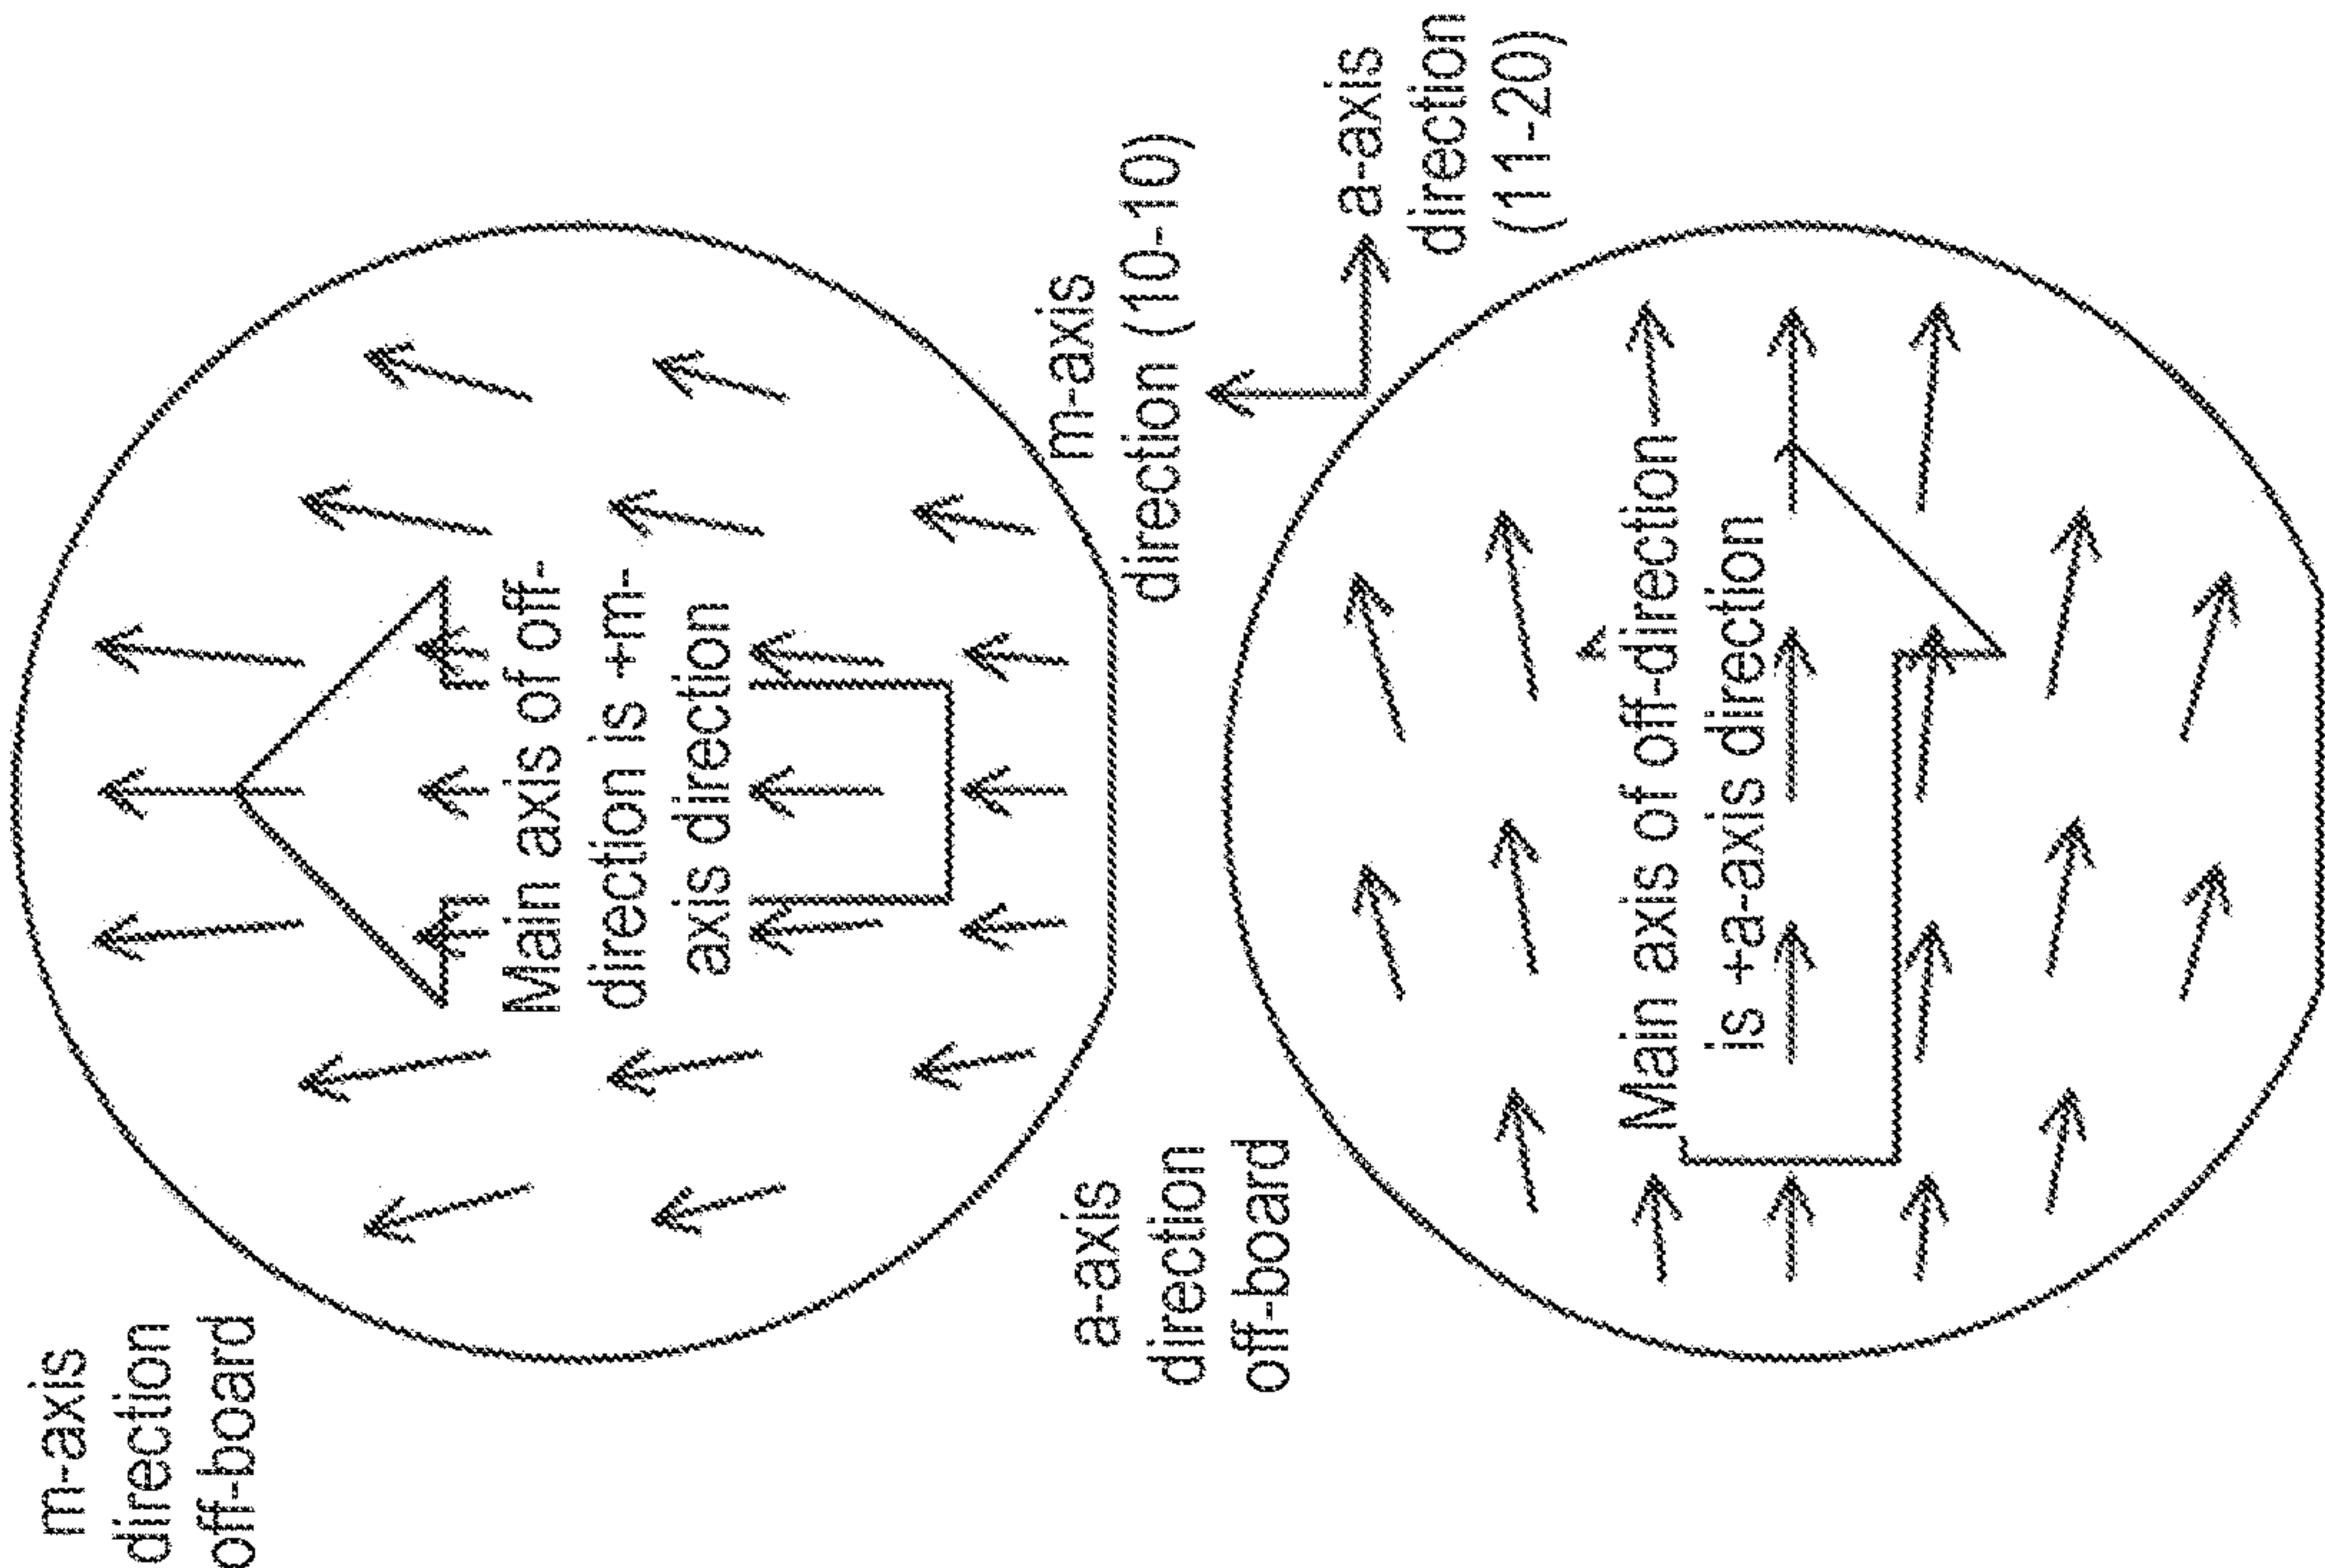 m-axis
direction
off-board
Main axis of off-
direction is +m-
axis direction
m-axis
direction (10-10)
a-axis
direction
(11-20)
a-axis
direction
off-board
Main axis of off-direction
is +a-axis direction